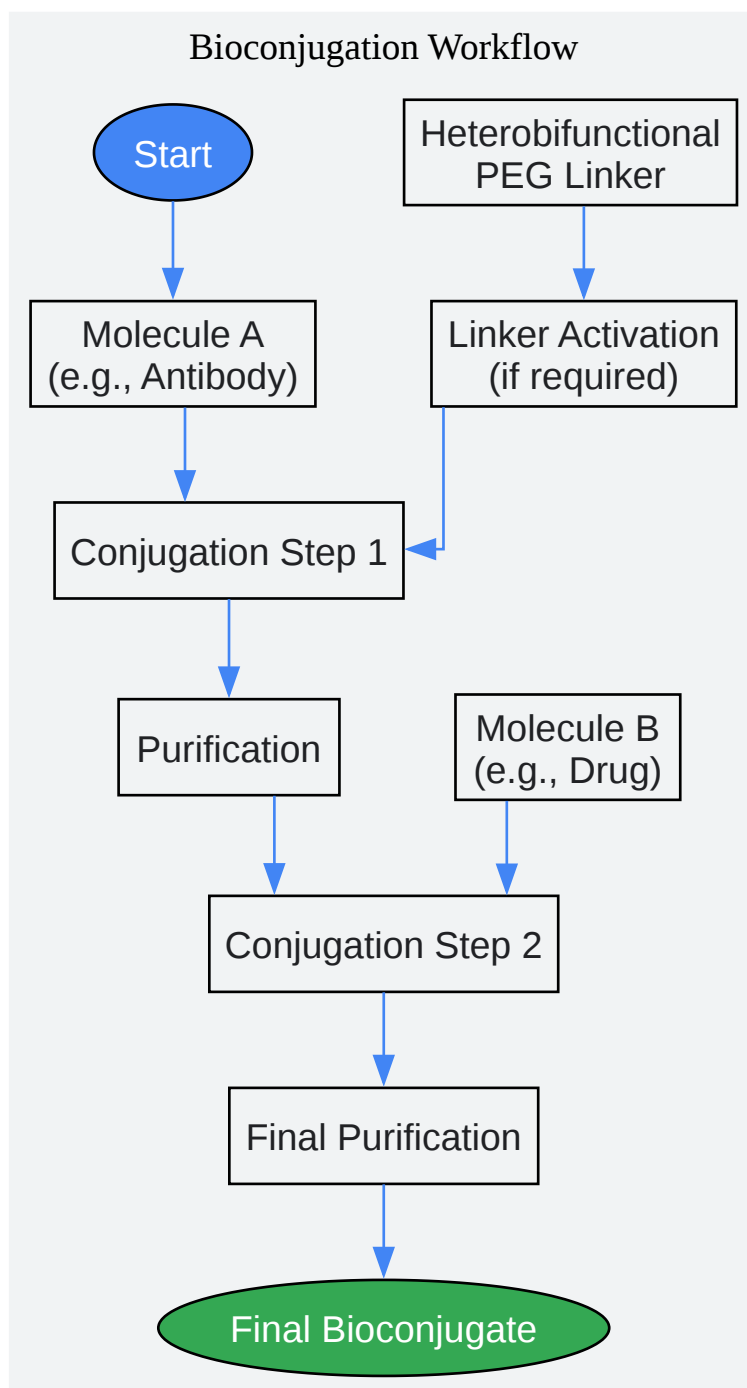 Bioconjugation Workflow
Start
Heterobifunctional
PEG Linker
Molecule A
(e.g., Antibody)
Linker Activation
(if required)
Conjugation Step 1
Purification
Molecule B
(e.g., Drug)
Conjugation Step 2
Final Purification
Final Bioconjugate